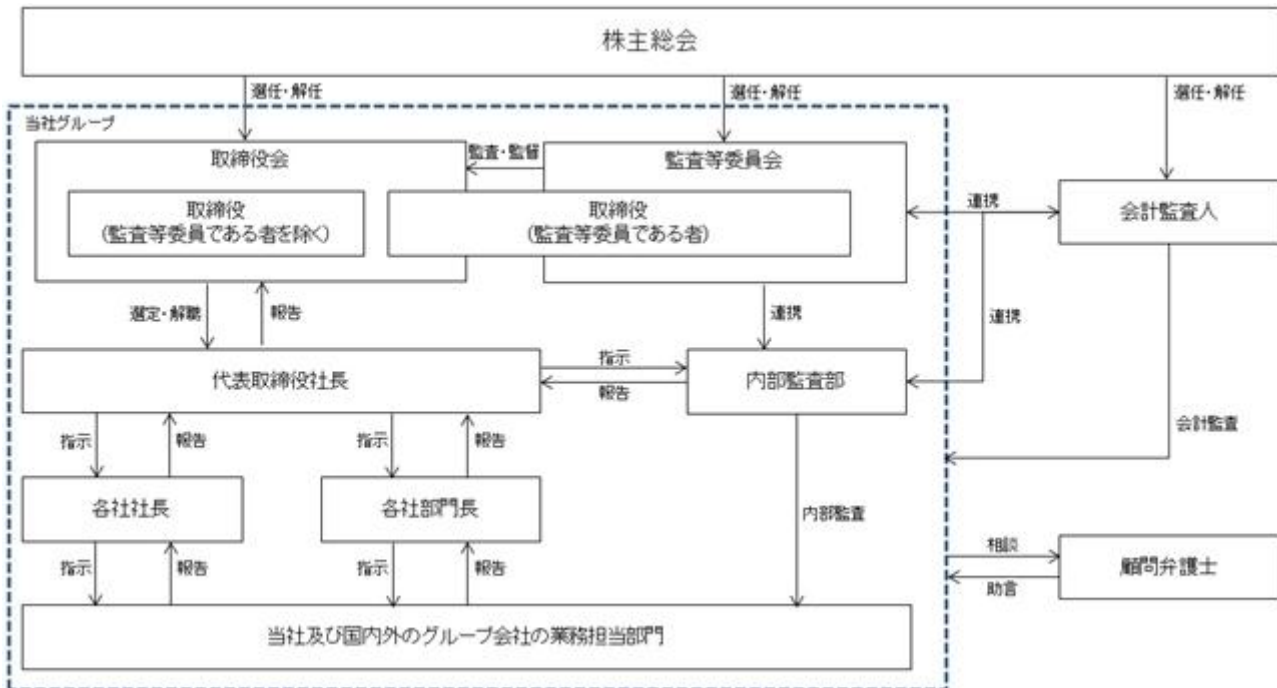 株主総会
選任・解任
選任・解任
選任・解任
当社グループ
取締役会
監査・監督
監査等委員会
取締役
(監査等委員である者を除く)
取締役
(監査等委員である者)
連携
会計監査人
選定・解職
報告
連携
連携
代表取締役社長
指示
報告
内部監査部
指示
報告
指示
報告
会計監査
各社社長
各社部門長
内部監査
指示
報告
指示
報告
相談
助言
顧問弁護士
当社及び国内外のグループ会社の業務担当部門